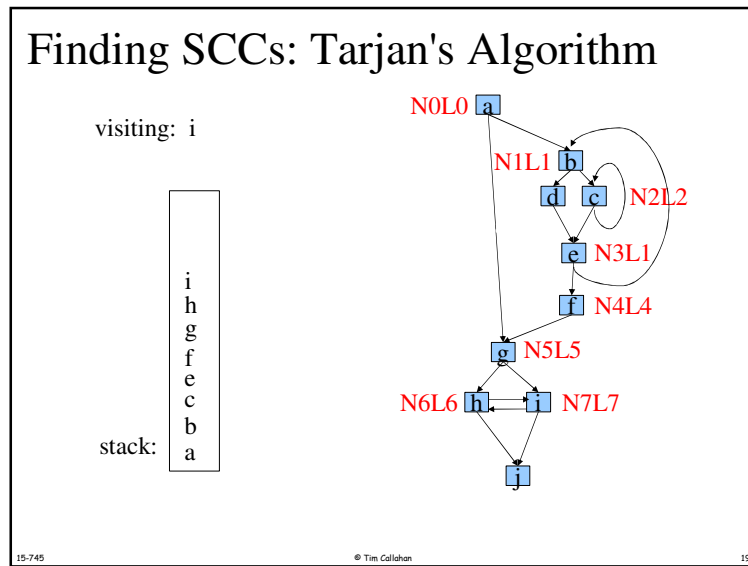 Finding SCCs: Tarjan's Algorithm
visiting: i
N0L0 a
N1L1 b
d c N2L2
e N3L1
f N4L4
g N5L5
N6L6 h i N7L7
j
i
h
g
f
e
c
b
stack: a
15-745 © Tim Callahan 19